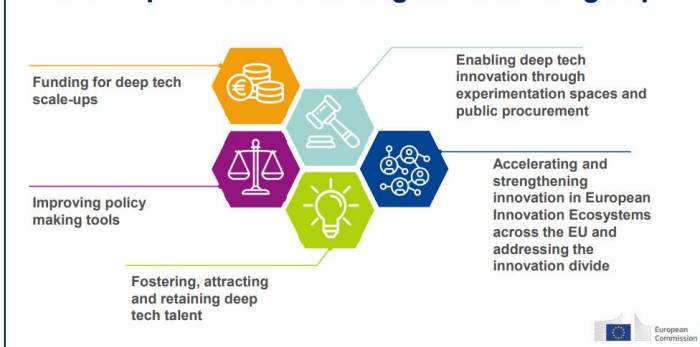 Funding for deep tech
scale-ups
Enabling deep tech
innovation through
experimentation spaces and
public procurement
Accelerating and
strengthening
innovation in European
Innovation Ecosystems
across the EU and
addressing the
innovation divide
Improving policy
making tools
Fostering, attracting
and retaining deep
tech talent
European
Commission